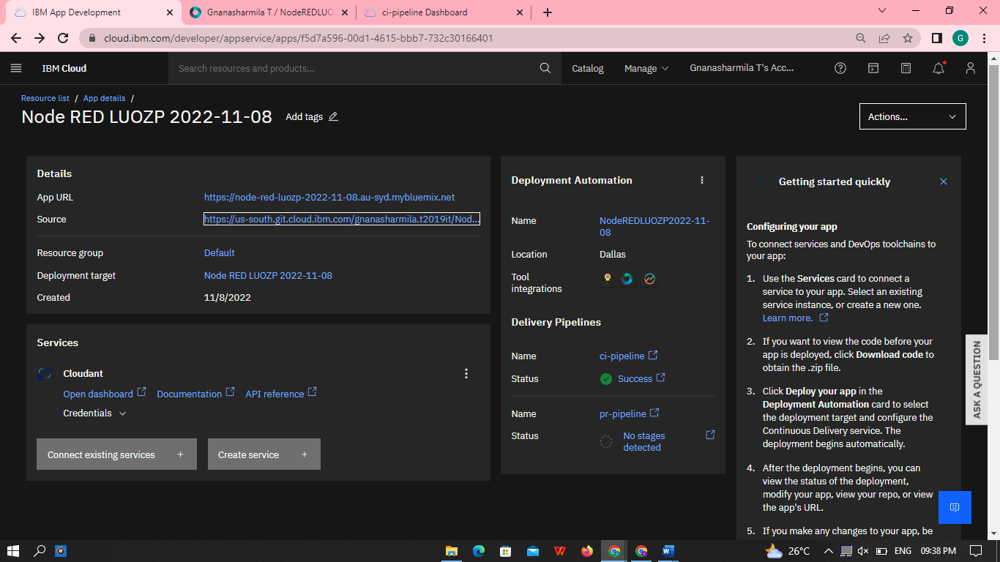 IBM App Development
Gnanasharmila T / NodeREDLUO
ci-pipeline Dashboard
cloud.ibm.com/developer/appservice/apps/f5d7a596-00d1-4615-bbb7-732c30166401
G
IBM Cloud
Search resources and products...
Catalog
Manage
Gnanasharmila T's Acc...
Resource list / App details /
Node RED LUOZP 2022-11-08
Add tags
Actions...
Details
App URL
https://node-red-luozp-2022-11-08.au-syd.mybluemix.net
Source
https://us-south.git.cloud.ibm.com/gnanasharmila.t2019it/Nod...
Resource group
Default
Deployment target
Node RED LUOZP 2022-11-08
Created
11/8/2022
Services
Cloudant
Open dashboard
Documentation
API reference
Credentials
Connect existing services +
Create service +
Deployment Automation
Name
NodeREDLUOZP2022-11-
08
Location
Dallas
Tool
integrations
Delivery Pipelines
Name
ci-pipeline
Status
Success
Name
pr-pipeline
Status
No stages
detected
Getting started quickly
Configuring your app
To connect services and DevOps toolchains to
your app:
1. Use the Services card to connect a
service to your app. Select an existing
service instance, or create a new one.
Learn more.
2. If you want to view the code before your
app is deployed, click Download code to
obtain the .zip file.
3. Click Deploy your app in the
Deployment Automation card to select
the deployment target and configure the
Continuous Delivery service. The
deployment begins automatically.
4. After the deployment begins, you can
view the status of the deployment,
modify your app, view your repo, or view
the app's URL.
5. If you make any changes to your app, be
ASK A QUESTION
26°C
ENG
09:38 PM